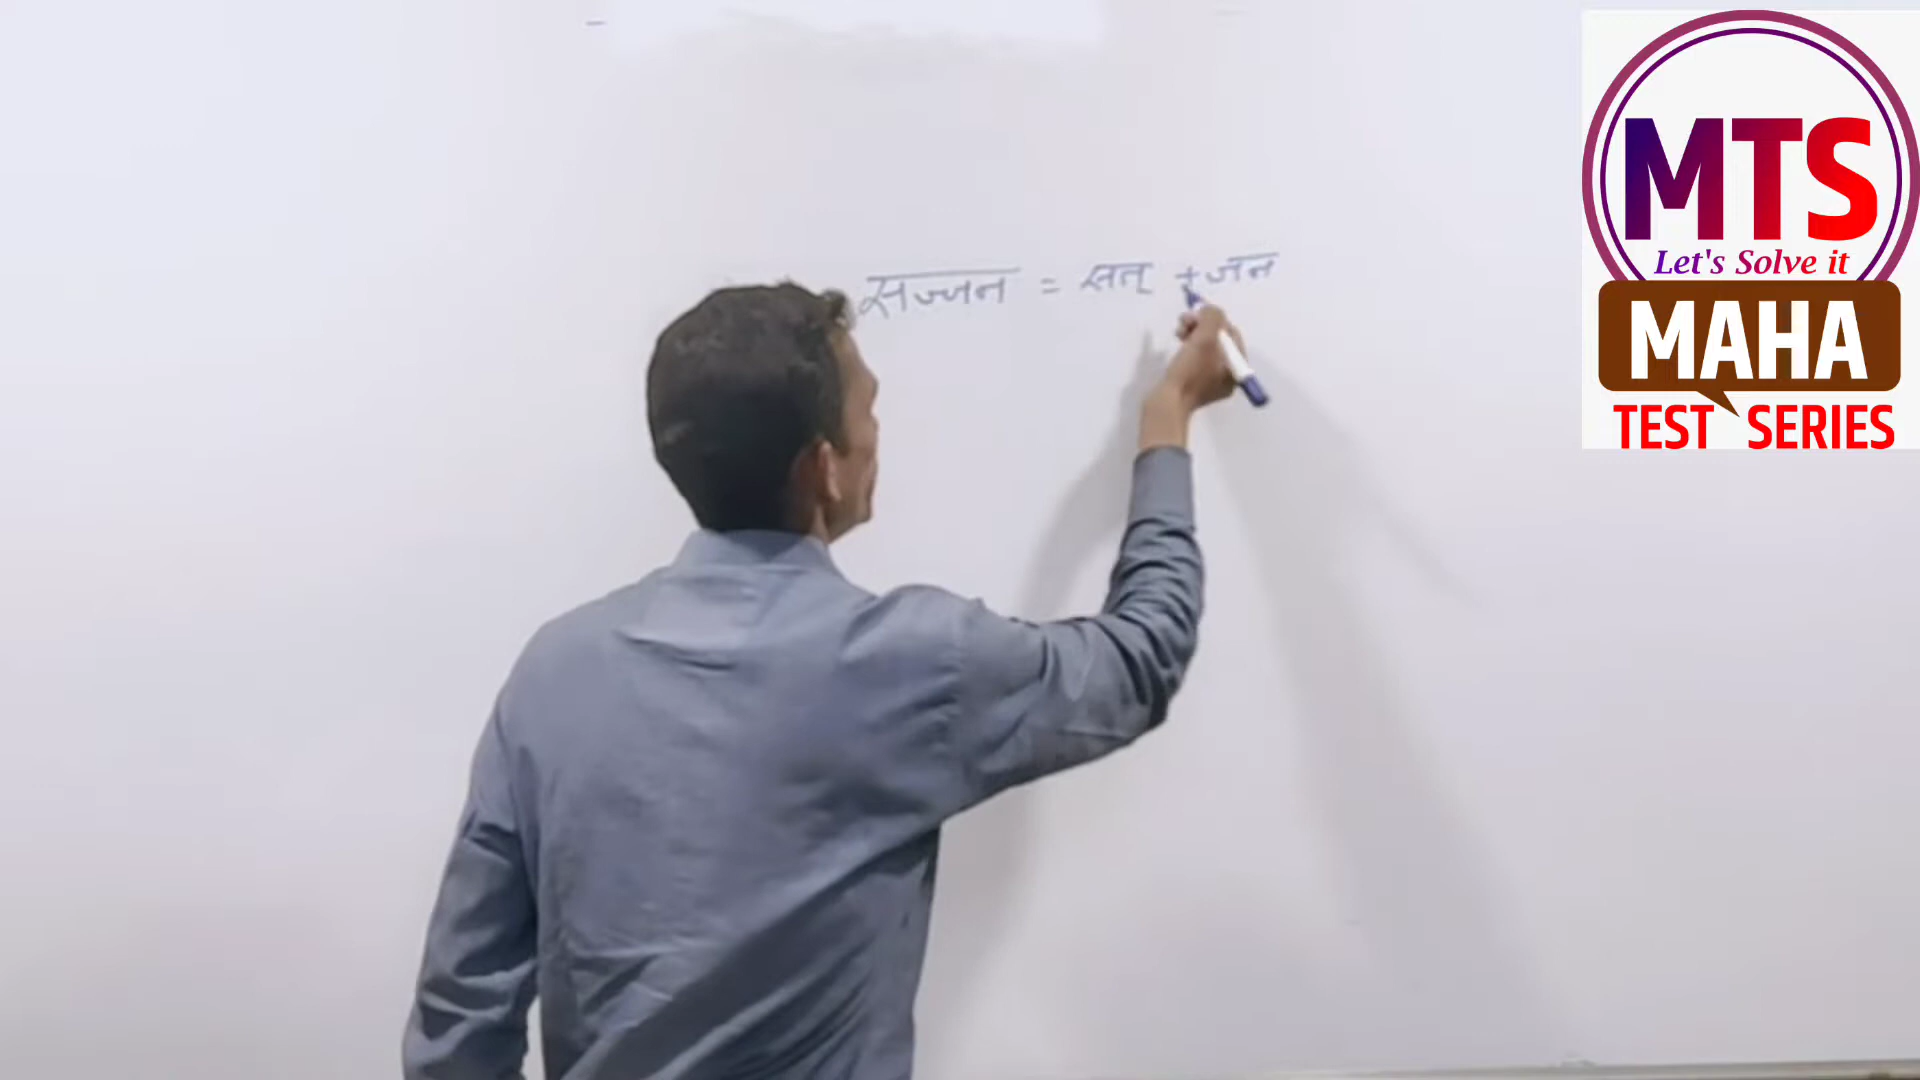 सज्जन = सत् + जन
MTS
Let's Solve it
MAHA
TEST SERIES